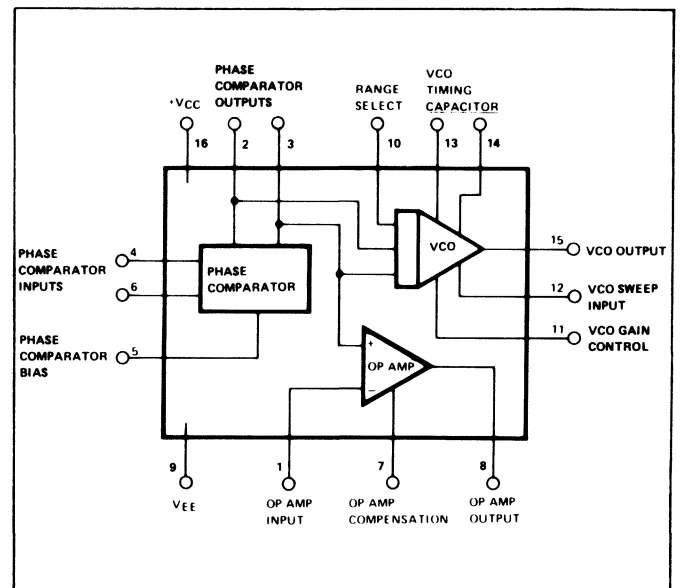 PHASE
COMPARATOR
OUTPUTS
+VCC
RANGE
SELECT
VCO
TIMING
CAPACITOR
16
2
3
10
13
14
PHASE
COMPARATOR
INPUTS
4
6
PHASE
COMPARATOR
VCO
15
VCO OUTPUT
12
VCO SWEEP
INPUT
11
VCO GAIN
CONTROL
PHASE
COMPARATOR
BIAS
5
+
OP AMP
−
9
1
7
8
VEE
OP AMP
INPUT
OP AMP
COMPENSATION
OP AMP
OUTPUT